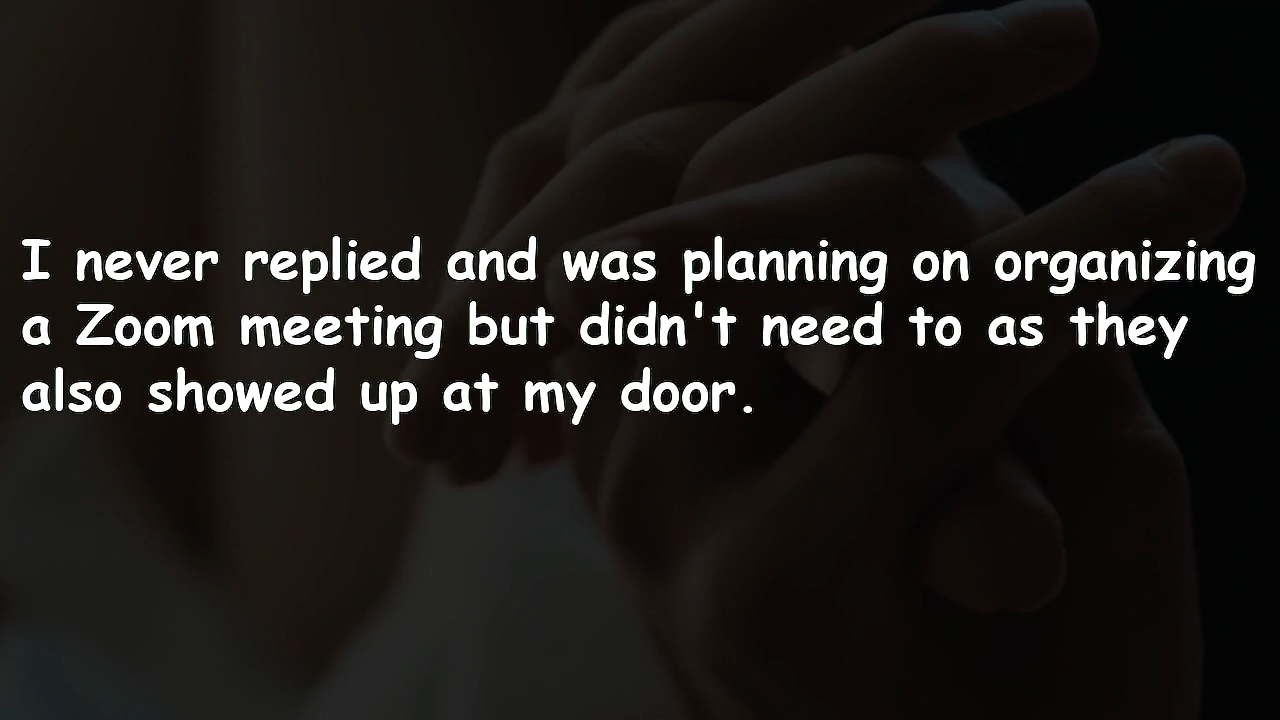 I never replied and was planning on organizing
a Zoom meeting but didn't need to as they
also showed up at my door.